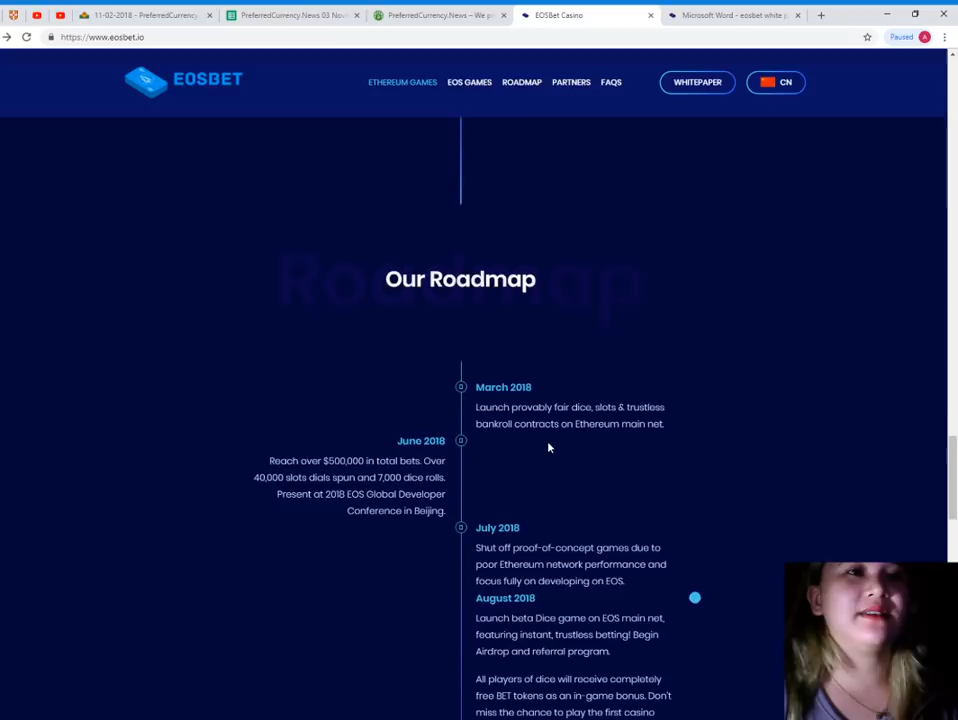 11-02-2018 - PreferredCurrency.
PreferredCurrency.News 03 Nov
PreferredCurrency.News – We p
EOSBet Casino
Microsoft Word - eosbet white p
https://www.eosbet.io
Paused
A
EOSBET
ETHEREUM GAMES
EOS GAMES
ROADMAP
PARTNERS
FAQS
WHITEPAPER
CN
Roadmap
Our Roadmap
March 2018
Launch provably fair dice, slots & trustless
bankroll contracts on Ethereum main net.
June 2018
Reach over $500,000 in total bets. Over
40,000 slots dials spun and 7,000 dice rolls.
Present at 2018 EOS Global Developer
Conference in Beijing.
July 2018
Shut off proof-of-concept games due to
poor Ethereum network performance and
focus fully on developing on EOS.
August 2018
Launch beta Dice game on EOS main net,
featuring instant, trustless betting! Begin
Airdrop and referral program.
All players of dice will receive completely
free BET tokens as an in-game bonus. Don't
miss the chance to play the first casino